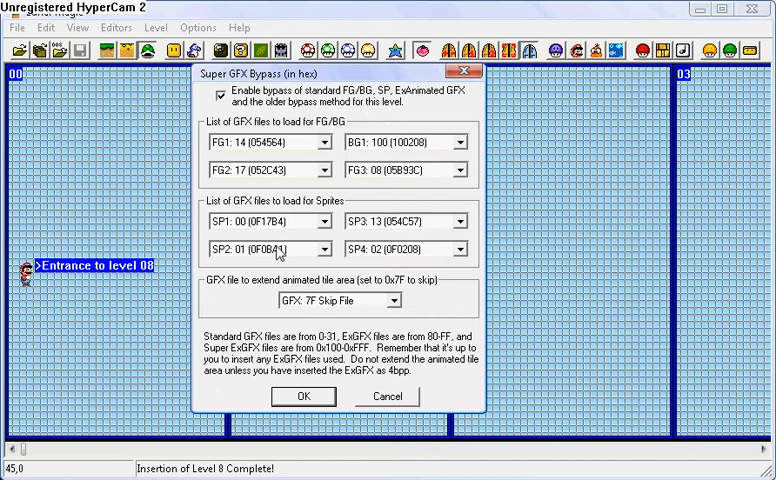 Unregistered HyperCam 2
File Edit View Editors Level Options Help
00
03
Super GFX Bypass (in hex)
Enable bypass of standard FG/BG, SP, ExAnimated GFX
and the older bypass method for this level.
List of GFX files to load for FG/BG
FG1: 14 (054564)
BG1: 100 (100208)
FG2: 17 (052C43)
FG3: 08 (05B93C)
List of GFX files to load for Sprites
SP1: 00 (0F17B4)
SP3: 13 (054C57)
SP2: 01
SP4: 02 (0F0208)
>Entrance to level 08
GFX file to extend animated tile area (set to 0x7F to skip)
GFX: 7F Skip File
Standard GFX files are from 0-31, ExGFX files are from 80-FF, and
Super ExGFX files are from 0x100-0xFFF. Remember that it's up to
you to insert any ExGFX files used. Do not extend the animated tile
area unless you have inserted the ExGFX as 4bpp.
OK
Cancel
45,0
Insertion of Level 8 Complete!